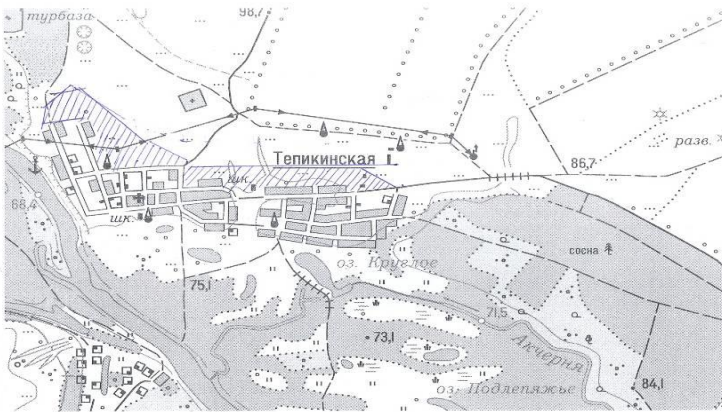 турбаза
98,7
Тепикинская
разв.
86,7
шк.
68,4
шк.
сосна
оз. Круглое
75,1
71,5
73,1
Акчерня
оз. Подлепяжье
84,1